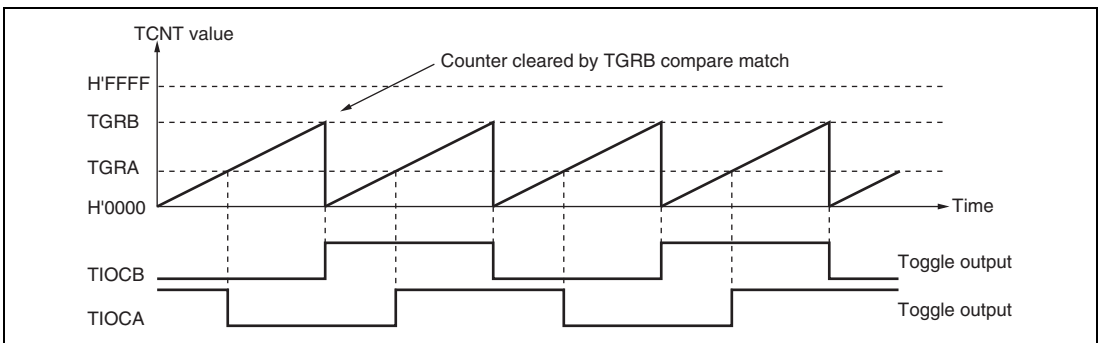 TCNT value
Counter cleared by TGRB compare match
H'FFFF
TGRB
TGRA
H'0000
Time
TIOCB
Toggle output
TIOCA
Toggle output